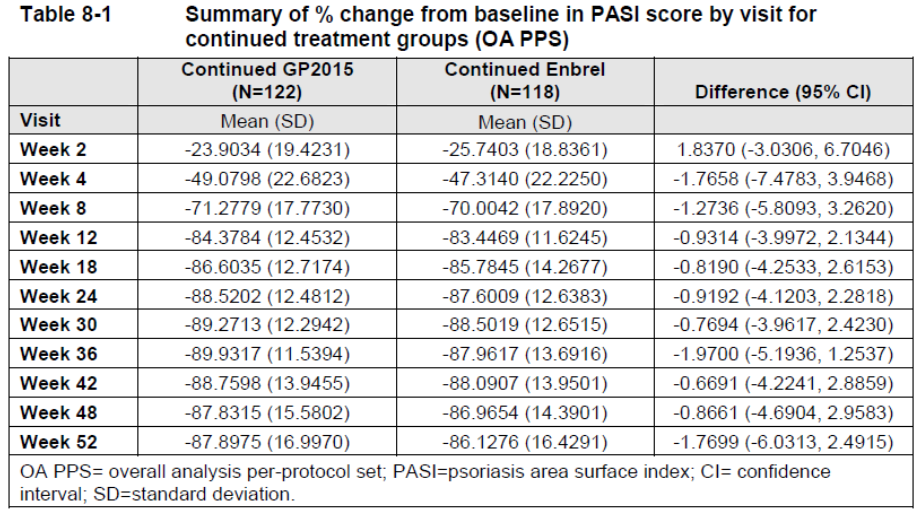 Table 8-1 Summary of % change from baseline in PASI score by visit for
continued treatment groups (OA PPS)
Continued GP2015 Continued Enbrel
(N=122) (N=118) Difference (95% CI)
Visit Mean (SD) Mean (SD)
Week 2 -23.9034 (19.4231) -25.7403 (18.8361) 1.8370 (-3.0306, 6.7046)
Week 4 -49.0798 (22.6823) -47.3140 (22.2250) -1.7658 (-7.4783, 3.9468)
Week 8 -71.2779 (17.7730) -70.0042 (17.8920) -1.2736 (-5.8093, 3.2620)
Week 12 -84.3784 (12.4532) -83.4469 (11.6245) -0.9314 (-3.9972, 2.1344)
Week 18 -86.6035 (12.7174) -85.7845 (14.2677) -0.8190 (-4.2533, 2.6153)
Week 24 -88.5202 (12.4812) -87.6009 (12.6383) -0.9192 (-4.1203, 2.2818)
Week 30 -89.2713 (12.2942) -88.5019 (12.6515) -0.7694 (-3.9617, 2.4230)
Week 36 -89.9317 (11.5394) -87.9617 (13.6916) -1.9700 (-5.1936, 1.2537)
Week 42 -88.7598 (13.9455) -88.0907 (13.9501) -0.6691 (-4.2241, 2.8859)
Week 48 -87.8315 (15.5802) -86.9654 (14.3901) -0.8661 (-4.6904, 2.9583)
Week 52 -87.8975 (16.9970) -86.1276 (16.4291) -1.7699 (-6.0313, 2.4915)
OA PPS= overall analysis per-protocol set; PASI=psoriasis area surface index; CI= confidence
interval; SD=standard deviation.